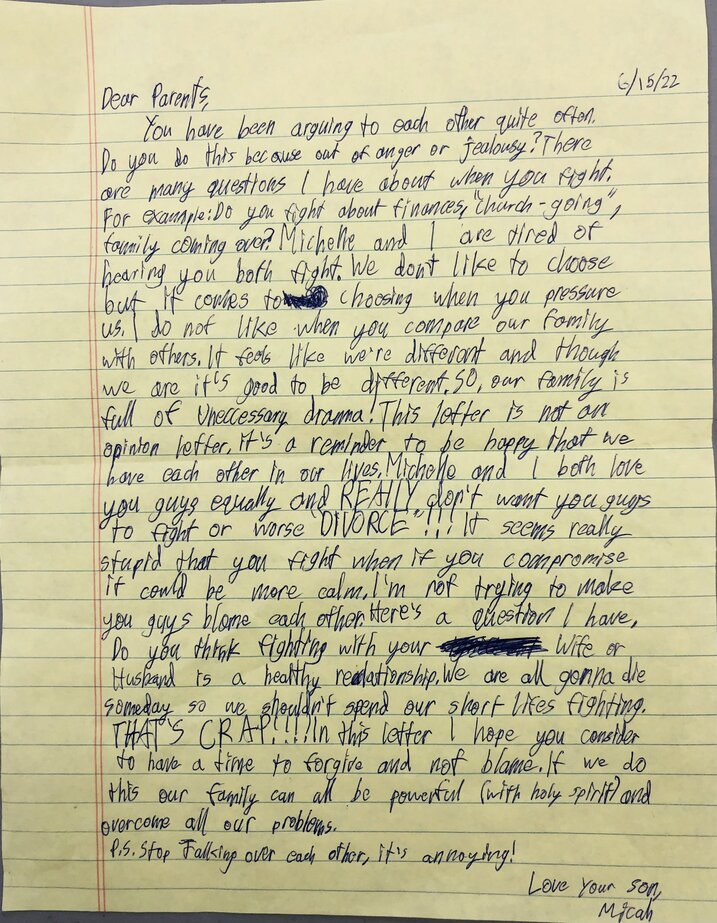 6/15/22
Dear Parents,
You have been arguing to each other quite often.
Do you do this because out of anger or jealousy? There
are many questions I have about when you fight.
For example: Do you fight about finances, "church-going",
family coming over? Michelle and I are tired of
hearing you both fight. We dont like to choose
but it comes to choosing when you pressure
us. I do not like when you compare our family
with others. It feels like we're different and though
we are it's good to be different. SO, our family is
full of Uneccessary dramma! This letter is not an
opinion letter, it's a reminder to be happy that we
have each other in our lives. Michelle and I both love
you guys equally and REALLY don't want you guys
to fight or worse "DIVORCE"!!! It seems really
stupid that you fight when if you compromise
it could be more calm. I'm not trying to make
you guys blame each other. Here's a question I have,
Do you think fighting with your Wife or
Husband is a healthy relationship. We are all gonna die
someday so we shouldn't spend our short lifes fighting.
THAT'S CRAP!!!! In this letter I hope you consider
to have a time to forgive and not blame. If we do
this our family can all be powerful (with holy spirit) and
overcome all our problems.
P.S. Stop Talking over each other, it's annoying!
Love Your son,
Micah